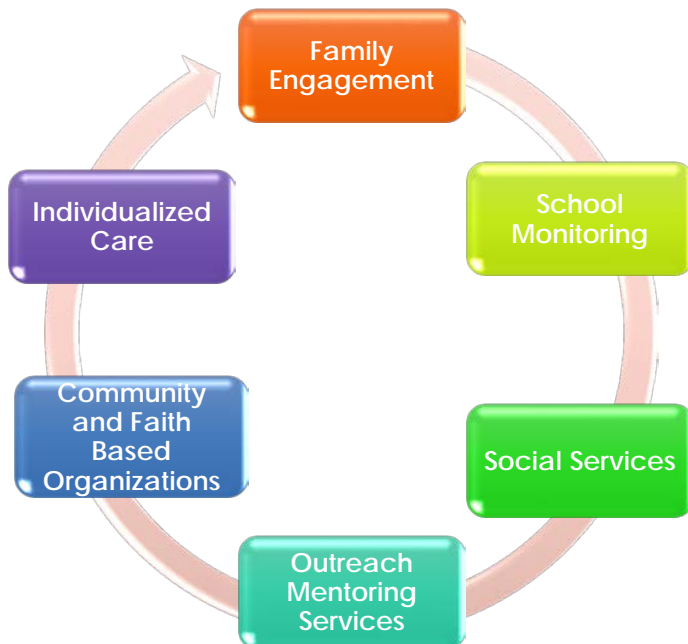 Family
Engagement
School
Monitoring
Social Services
Outreach
Mentoring
Services
Community
and Faith
Based
Organizations
Individualized
Care